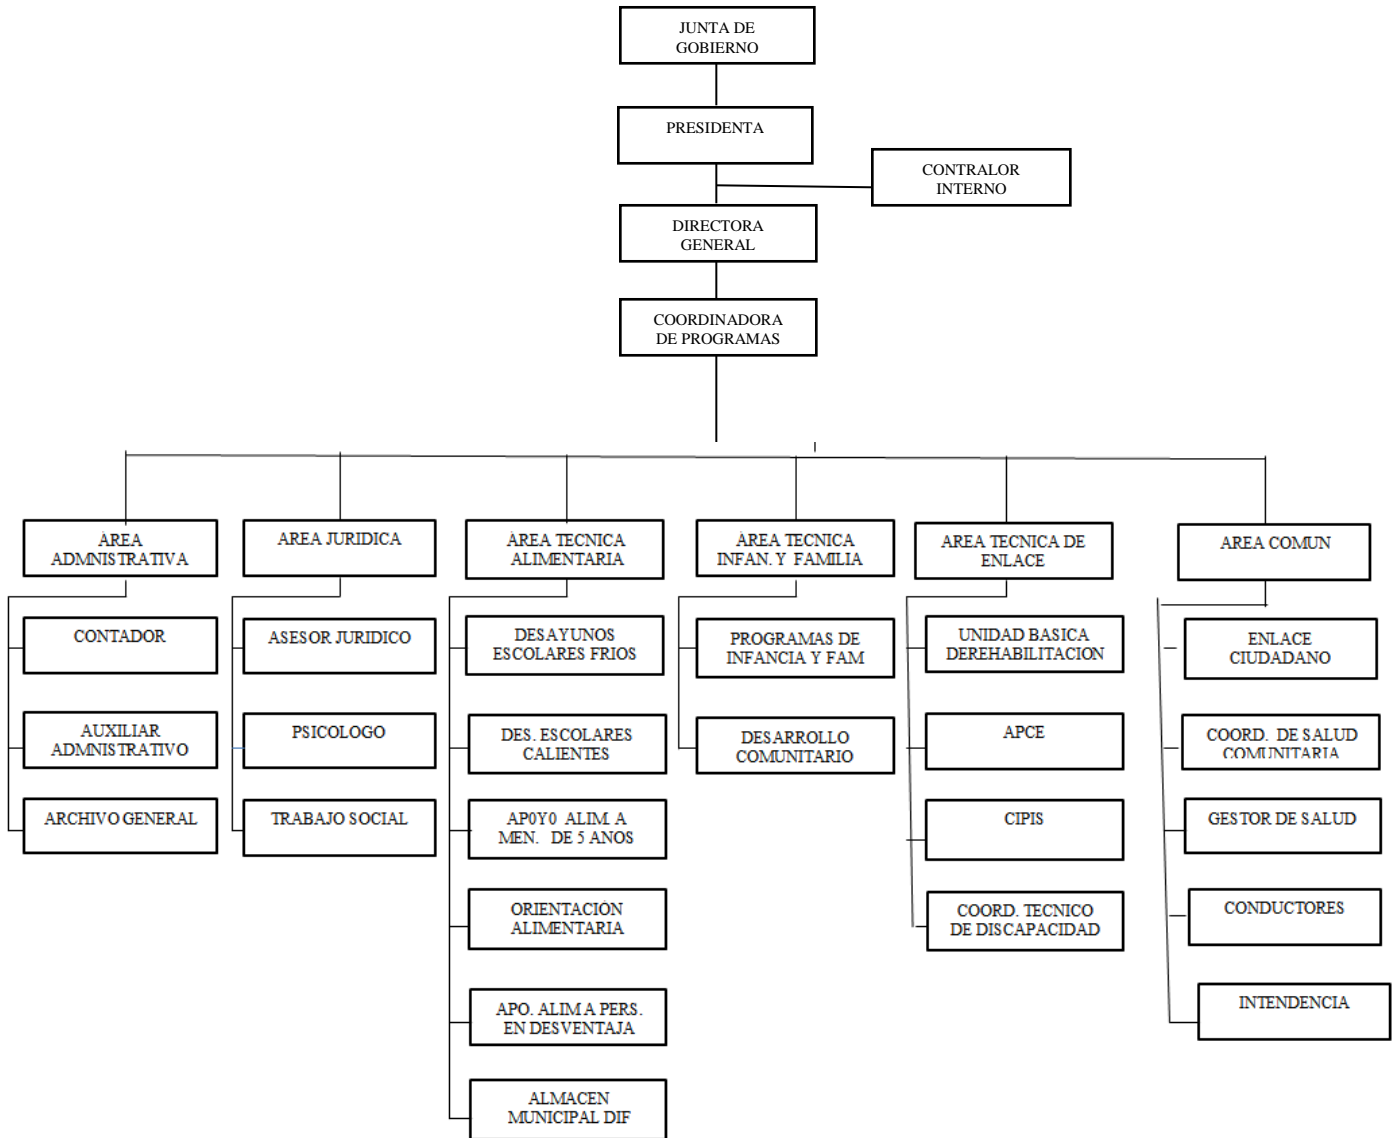 JUNTA DE
GOBIERNO
PRESIDENTA
CONTRALOR
INTERNO
DIRECTORA
GENERAL
COORDINADORA
DE PROGRAMAS
ÁREA
ADMNISTRATIVA
AREA JURIDICA
ÁREA TECNICA
ALIMENTARIA
ÁREA TECNICA
INFAN. Y FAMILIA
AREA TECNICA DE
ENLACE
AREA COMUN
CONTADOR
AUXILIAR
ADMNISTRATIVO
ARCHIVO GENERAL
ASESOR JURIDICO
PSICOLOGO
TRABAJO SOCIAL
DESAYUNOS
ESCOLARES FRIOS
DES. ESCOLARES
CALIENTES
AP0Y0 ALIM. A
MEN. DE 5 ANOS
ORIENTACIÓN
ALIMENTARIA
APO. ALIM A PERS.
EN DESVENTAJA
ALMACEN
MUNICIPAL DIF
PROGRAMAS DE
INFANCIA Y FAM
DESARROLLO
COMUNITARIO
UNIDAD BASICA
DEREHABILITACION
APCE
CIPIS
COORD. TECNICO
DE DISCAPACIDAD
ENLACE
CIUDADANO
COORD. DE SALUD
COMUNITARIA
GESTOR DE SALUD
CONDUCTORES
INTENDENCIA